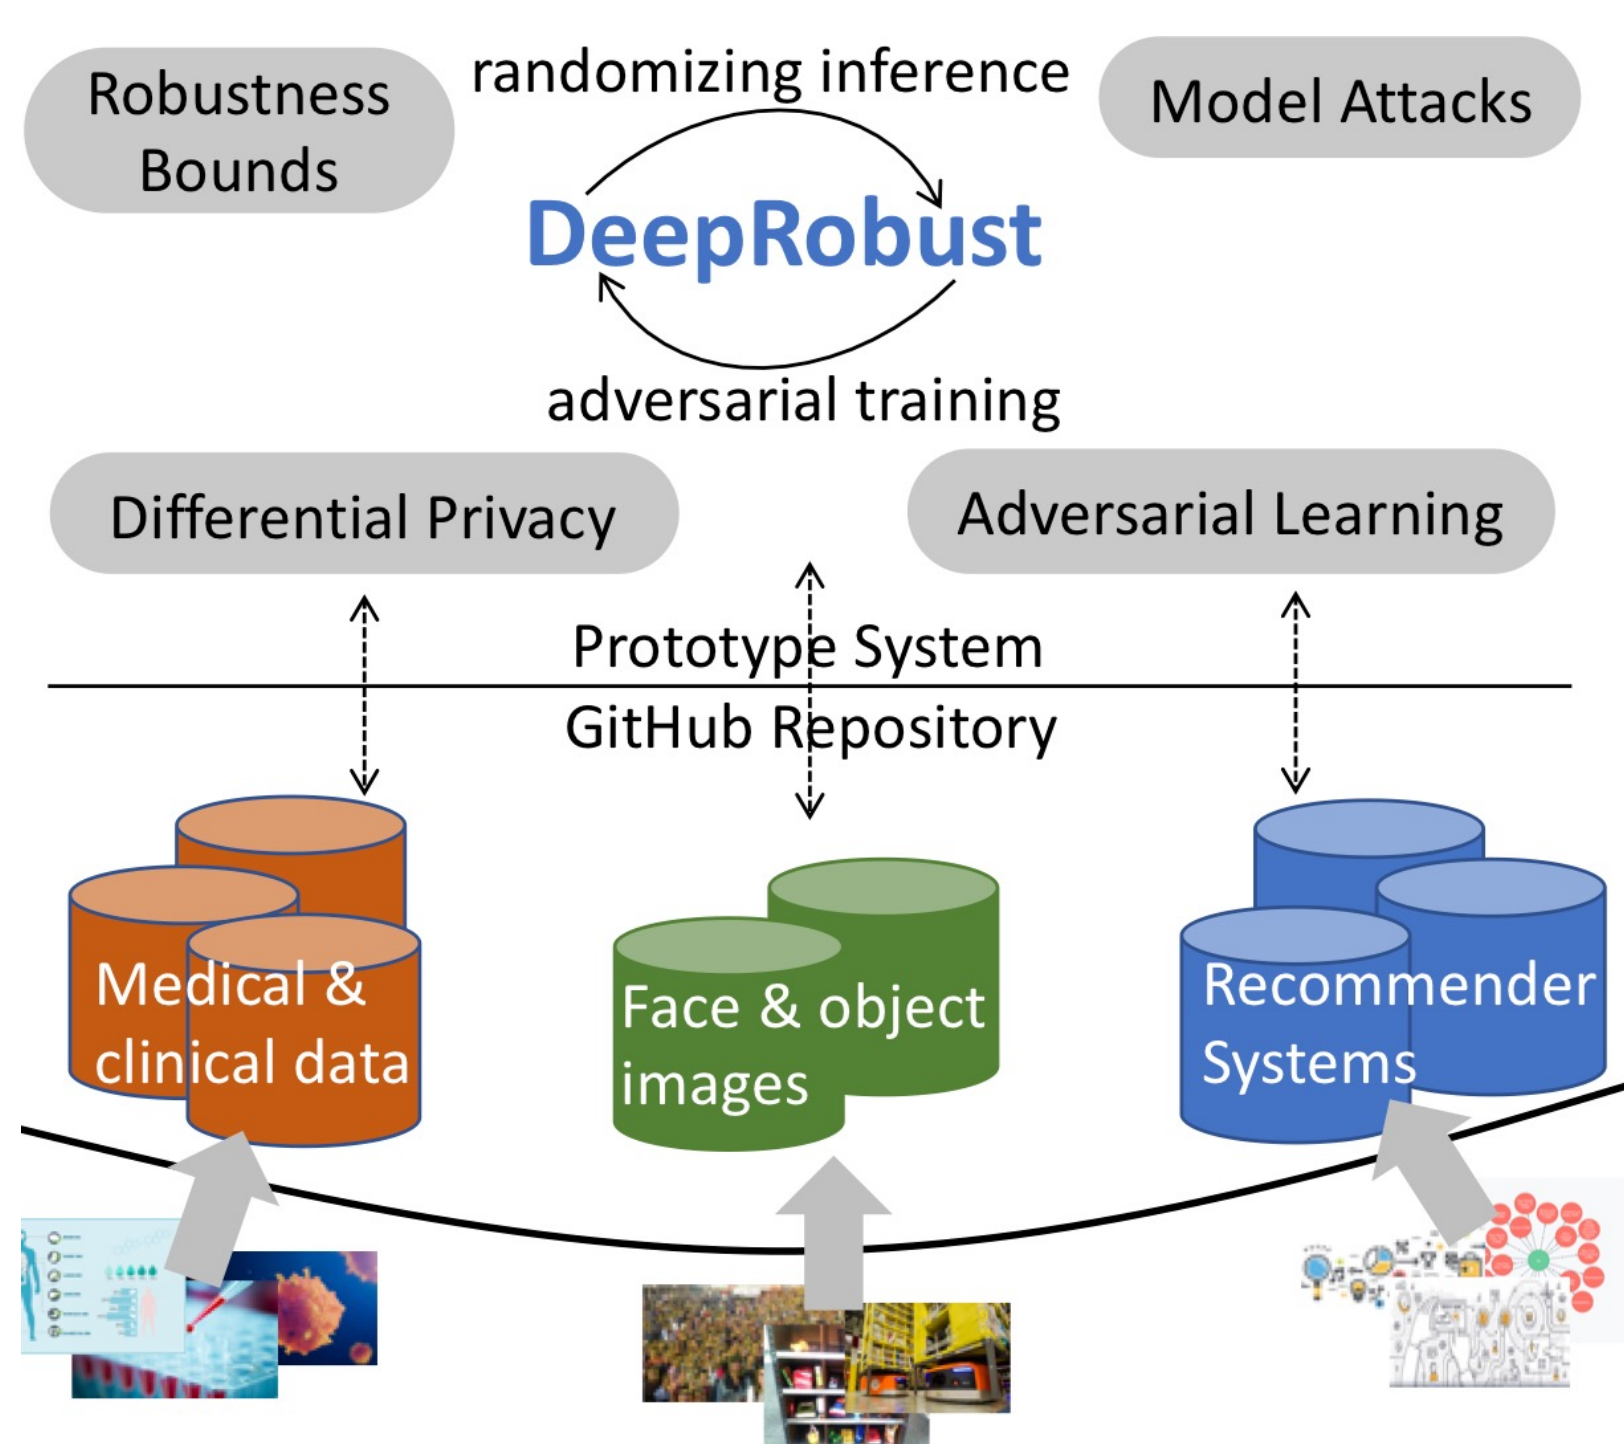 Robustness
Bounds
randomizing inference
Model Attacks
DeepRobust
adversarial training
Differential Privacy
Adversarial Learning
Prototype System
GitHub Repository
Medical &
clinical data
Face & object
images
Recommender
Systems